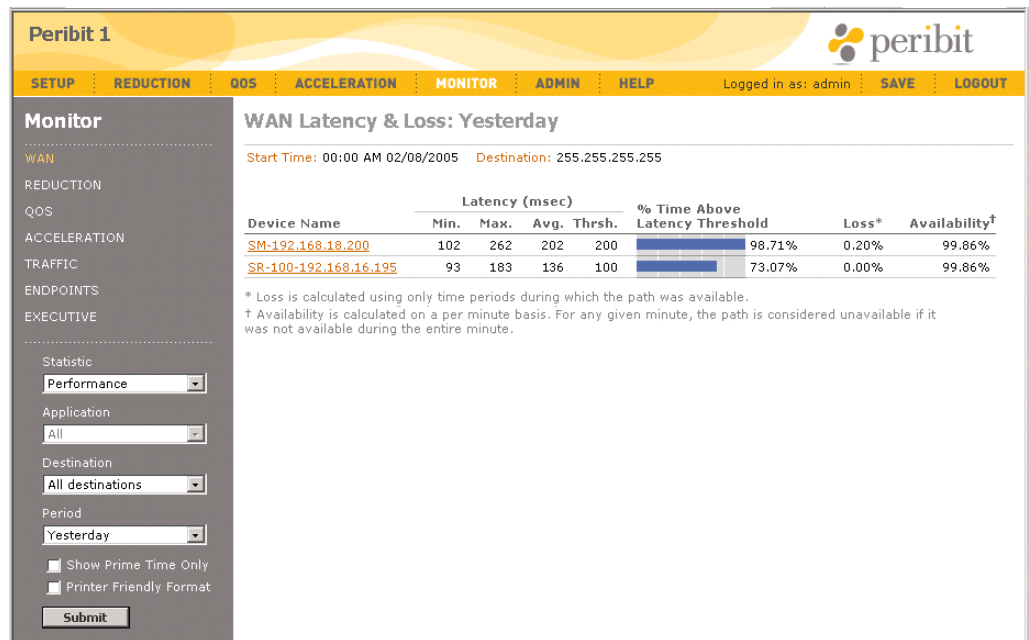 Peribit 1
peribit
SETUP REDUCTION QOS ACCELERATION MONITOR ADMIN HELP Logged in as: admin SAVE LOGOUT
Monitor
WAN
REDUCTION
QOS
ACCELERATION
TRAFFIC
ENDPOINTS
EXECUTIVE
Statistic
Performance
Application
All
Destination
All destinations
Period
Yesterday
Show Prime Time Only
Printer Friendly Format
Submit
WAN Latency & Loss: Yesterday
Start Time: 00:00 AM 02/08/2005 Destination: 255.255.255.255
Latency (msec) % Time Above
Device Name Min. Max. Avg. Thrsh. Latency Threshold Loss* Availability†
SM-192.168.18.200 102 262 202 200 98.71% 0.20% 99.86%
SR-100-192.168.16.195 93 183 136 100 73.07% 0.00% 99.86%
* Loss is calculated using only time periods during which the path was available.
† Availability is calculated on a per minute basis. For any given minute, the path is considered unavailable if it
was not available during the entire minute.